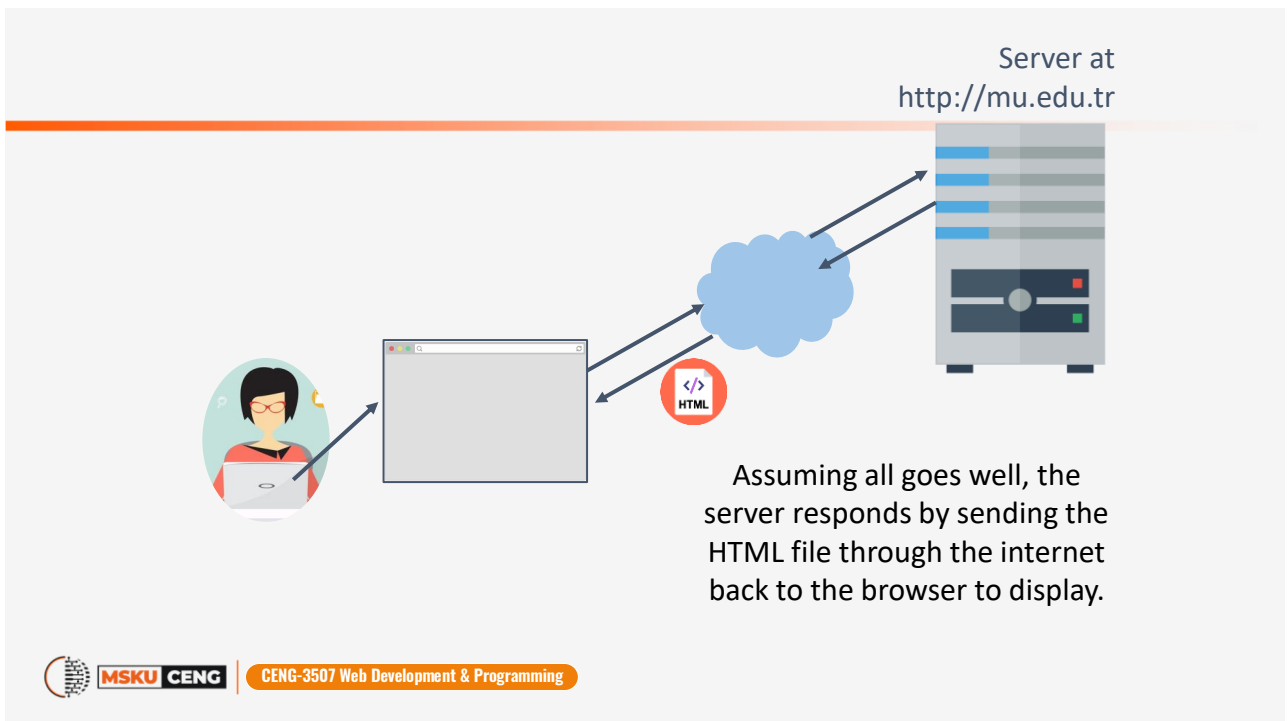 Server at
http://mu.edu.tr
</>
HTML
Assuming all goes well, the
server responds by sending the
HTML file through the internet
back to the browser to display.
MSKU CENG
CENG-3507 Web Development & Programming